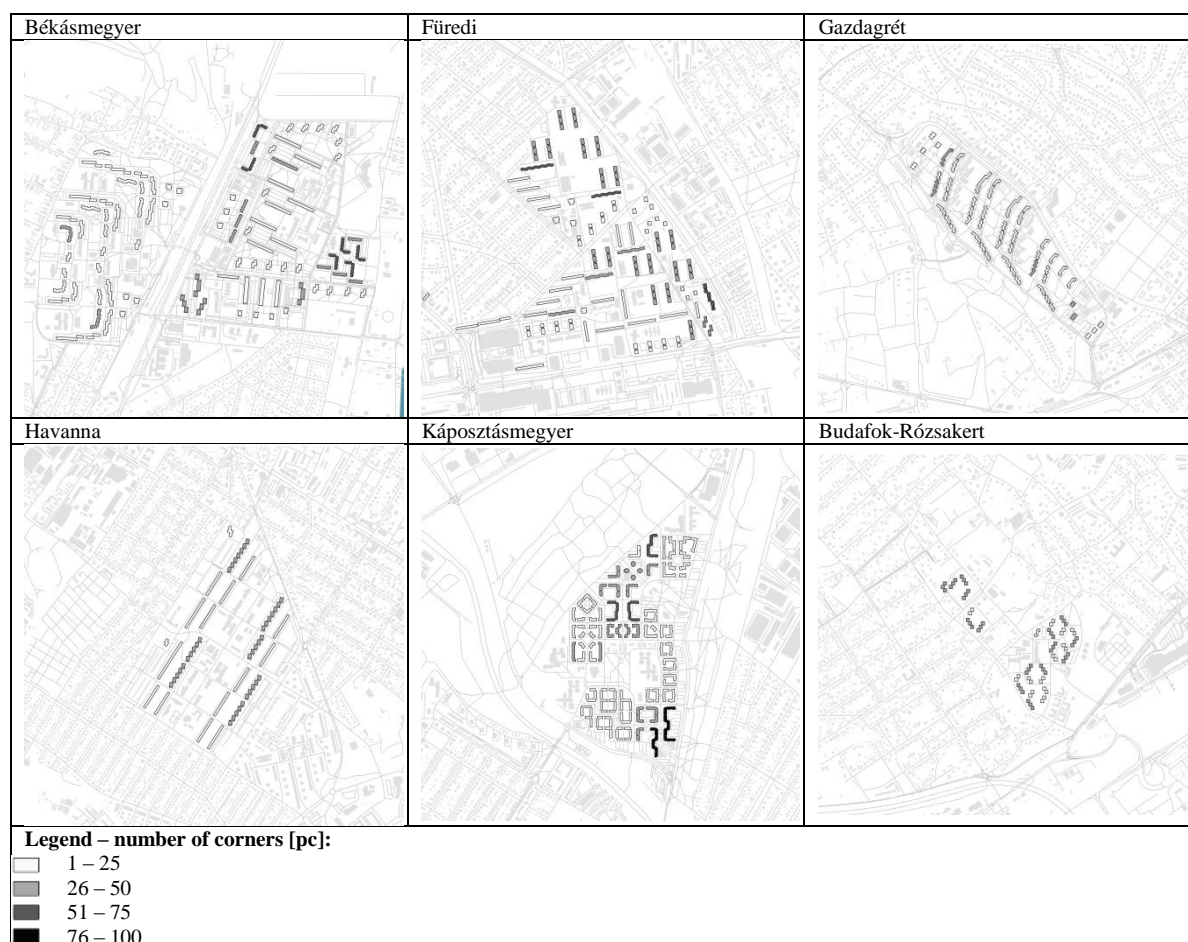 Békásmegyer
Füredi
Gazdagrét
Havanna
Káposztásmegyer
Budafok-Rózsakert
Legend – number of corners [pc]:
1 – 25
26 – 50
51 – 75
76 – 100